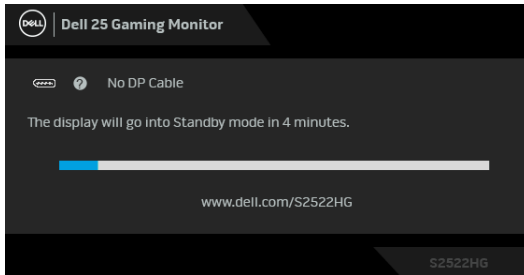 DELL
Dell 25 Gaming Monitor
No DP Cable
The display will go into Standby mode in 4 minutes.
www.dell.com/S2522HG
S2522HG